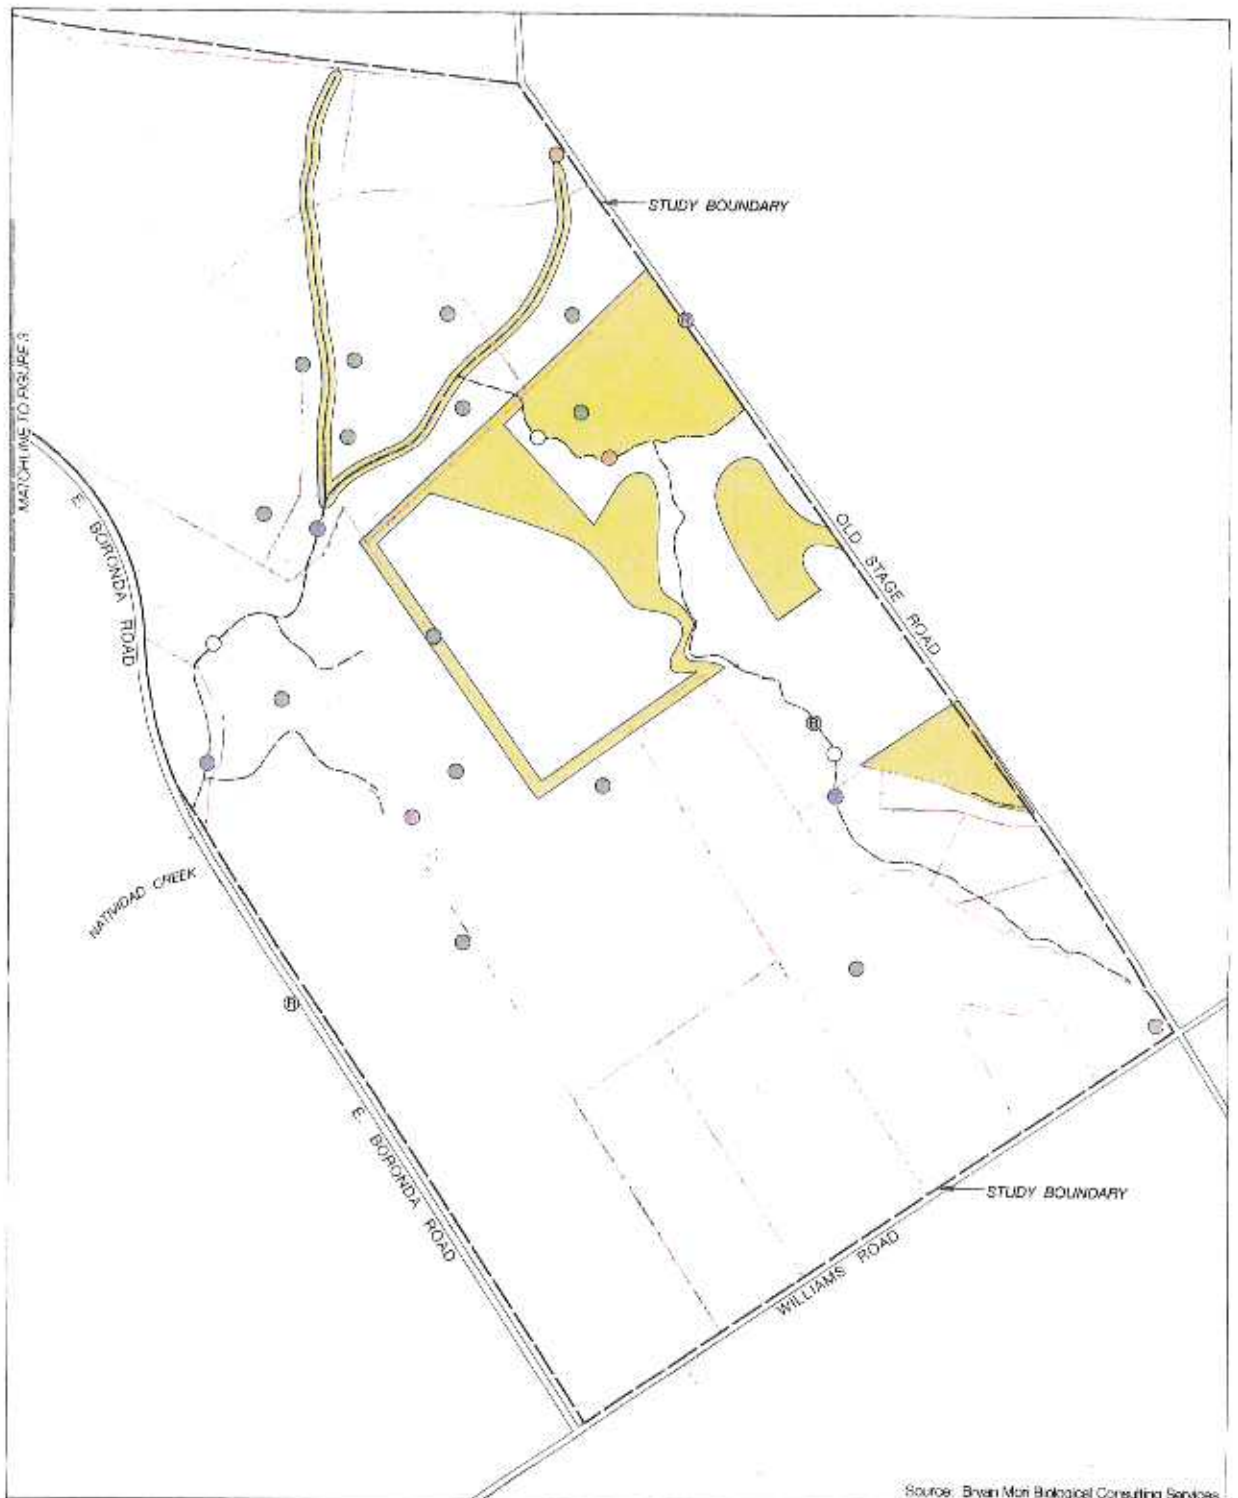 STUDY BOUNDARY
MATCHLINE TO FIGURE 3
E. BORONDA ROAD
OLD STAGE ROAD
NATIVIDAD CREEK
E. BORONDA ROAD
STUDY BOUNDARY
WILLIAMS ROAD
Source: Bryan Mori Biological Consulting Services